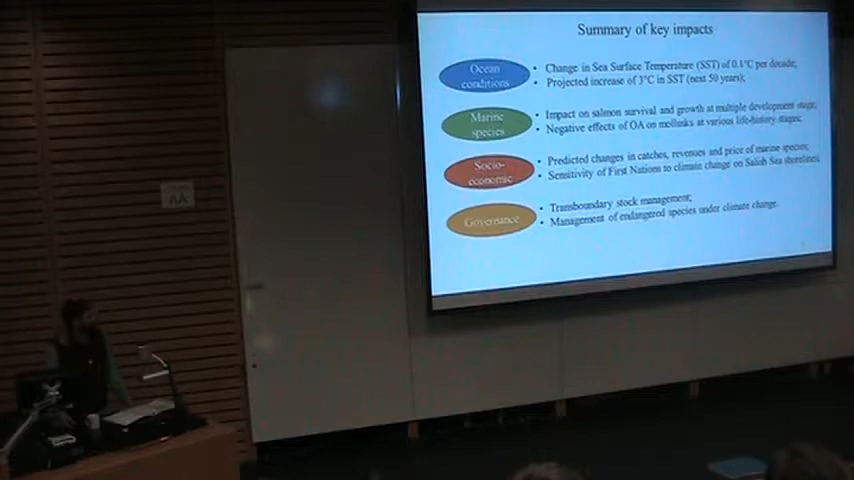 Summary of key impacts
Ocean
conditions
• Change in Sea Surface Temperature (SST) of 0.1°C per decade;
• Projected increase of 3°C in SST (next 50 years);
Marine
species
• Impact on salmon survival and growth at multiple development stage;
• Negative effects of OA on mollusks at various life-history stages;
Socio-
economic
• Predicted changes in catches, revenues and price of marine species;
• Sensitivity of First Nations to climate change on Salish Sea shorelines;
Governance
• Transboundary stock management;
• Management of endangered species under climate change.